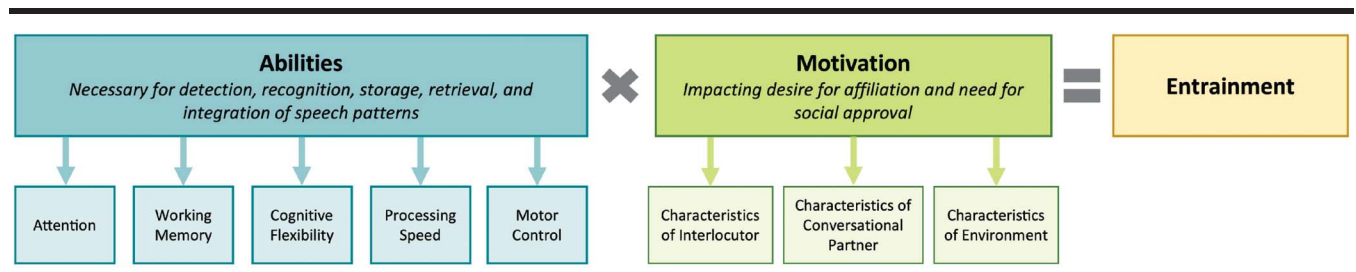 Abilities
Necessary for detection, recognition, storage, retrieval, and
integration of speech patterns
Motivation
Impacting desire for affiliation and need for
social approval
Entrainment
Attention
Working
Memory
Cognitive
Flexibility
Processing
Speed
Motor
Control
Characteristics
of Interlocutor
Characteristics of
Conversational
Partner
Characteristics
of Environment